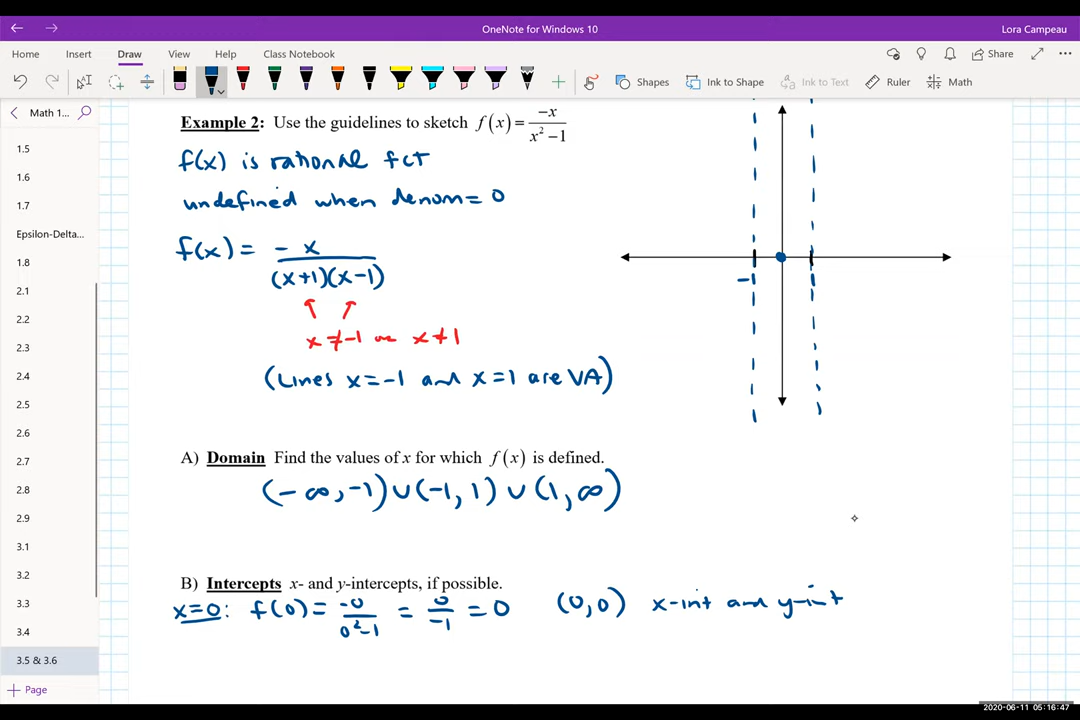 OneNote for Windows 10
Lora Campeau
Home Insert Draw View Help Class Notebook
Share
Shapes Ink to Shape Ink to Text Ruler Math
Math 1...
1.5
1.6
1.7
Epsilon-Delta...
1.8
2.1
2.2
2.3
2.4
2.5
2.6
2.7
2.8
2.9
3.1
3.2
3.3
3.4
3.5 & 3.6
Page
Example 2: Use the guidelines to sketch f(x) = -x / x² -1
f(x) is rational fct
undefined when denom = 0
f(x) = -x / (x+1)(x-1)
x ≠ -1 or x ≠ 1
(Lines x = -1 and x = 1 are VA)
-1 1
A) Domain Find the values of x for which f(x) is defined.
(-∞, -1) ∪ (-1, 1) ∪ (1, ∞)
B) Intercepts x- and y-intercepts, if possible.
x=0: f(0) = -0 / 0²-1 = 0 / -1 = 0 (0,0) x-int and y-int
2020-06-11 05:16:47